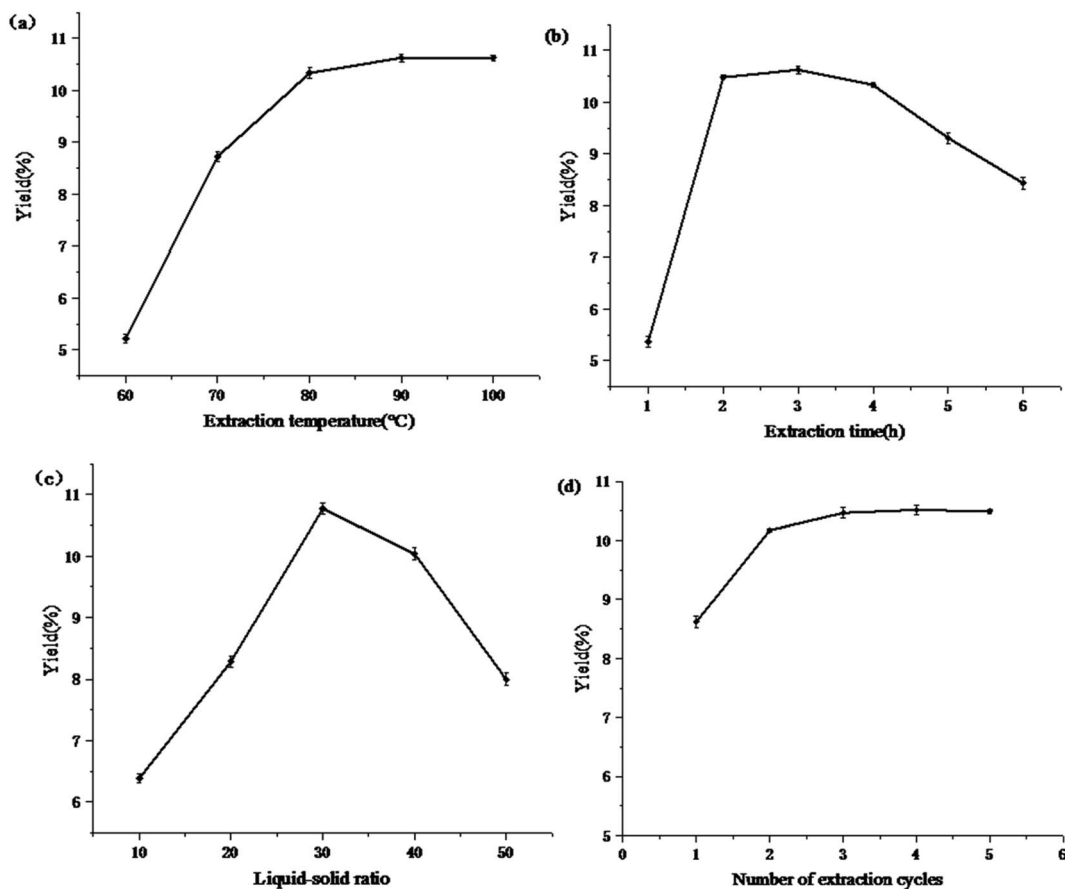 (a)
11
10
9
8
7
6
5
Yield(%)
60 70 80 90 100
Extraction temperature(°C)
(b)
11
10
9
8
7
6
5
Yield(%)
1 2 3 4 5 6
Extraction time(h)
(c)
11
10
9
8
7
6
Yield(%)
10 20 30 40 50
Liquid-solid ratio
(d)
11
10
9
8
7
6
5
Yield(%)
0 1 2 3 4 5 6
Number of extraction cycles